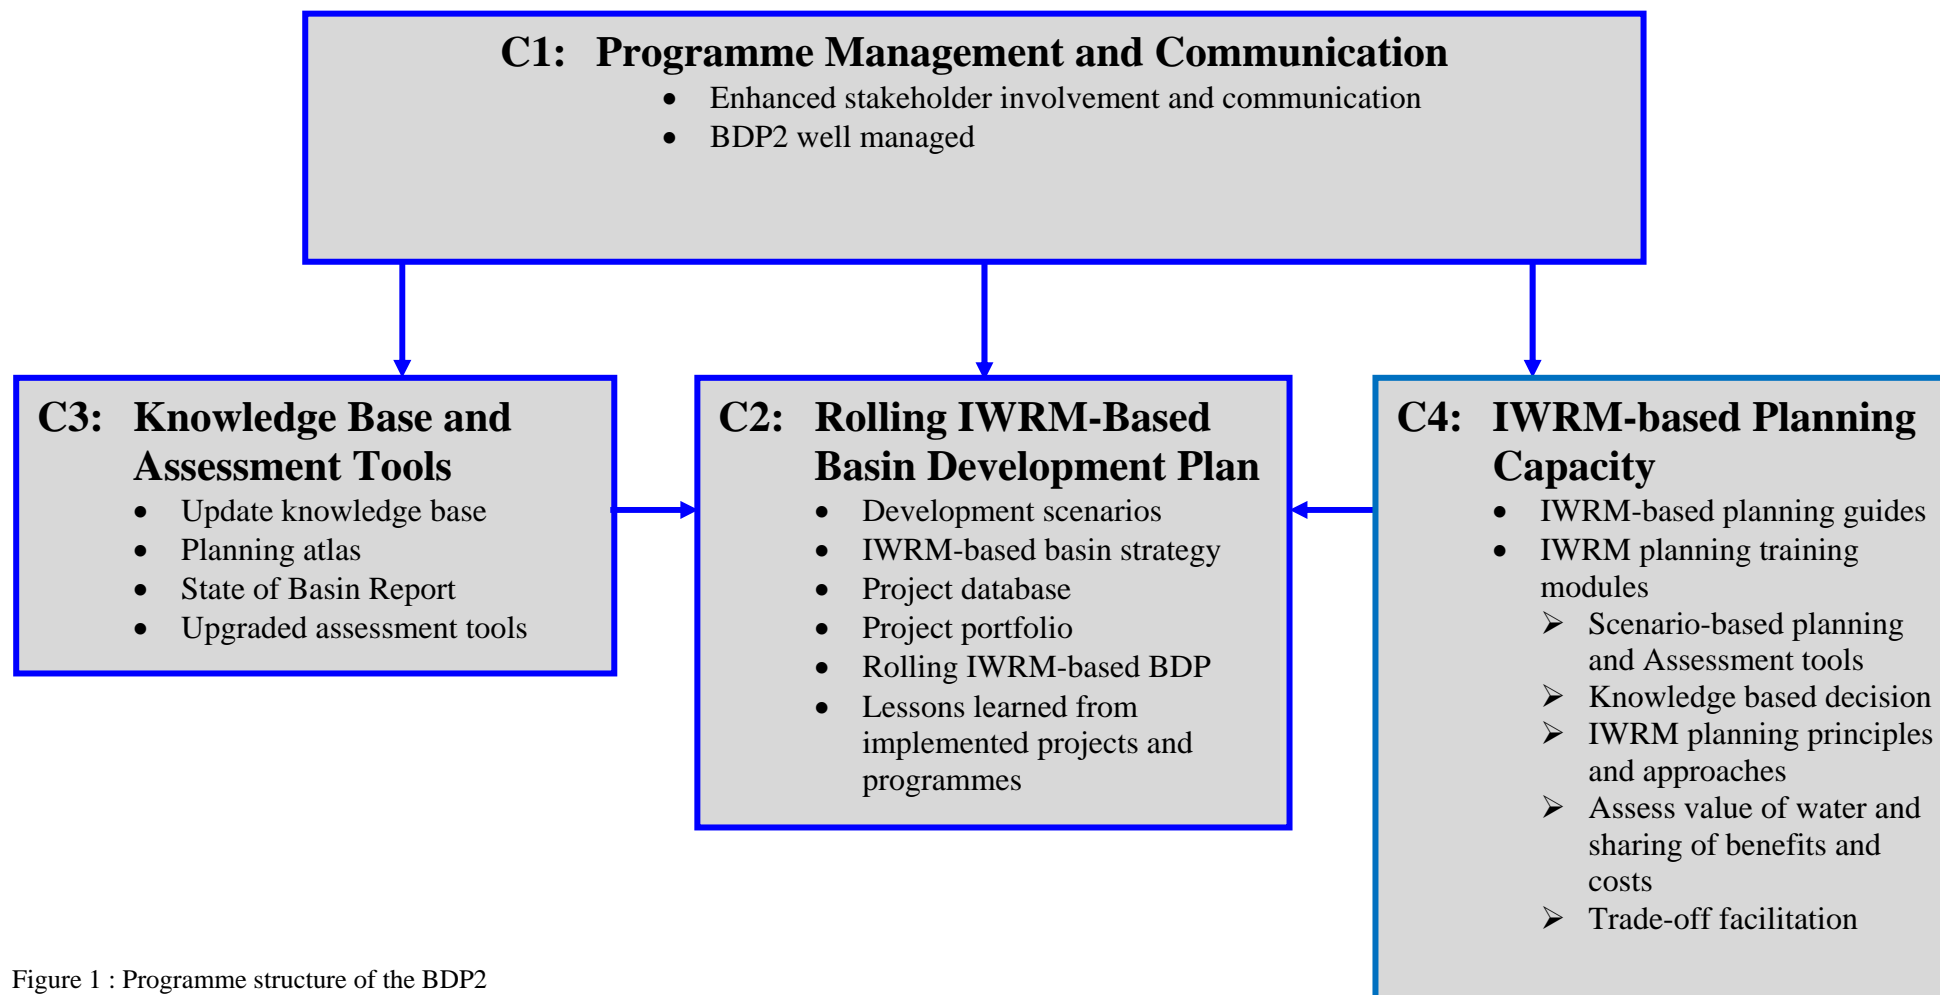 C1: Programme Management and Communication
• Enhanced stakeholder involvement and communication
• BDP2 well managed
C3: Knowledge Base and
Assessment Tools
• Update knowledge base
• Planning atlas
• State of Basin Report
• Upgraded assessment tools
C2: Rolling IWRM-Based
Basin Development Plan
• Development scenarios
• IWRM-based basin strategy
• Project database
• Project portfolio
• Rolling IWRM-based BDP
• Lessons learned from
implemented projects and
programmes
C4: IWRM-based Planning
Capacity
• IWRM-based planning guides
• IWRM planning training
modules
➢ Scenario-based planning
and Assessment tools
➢ Knowledge based decision
➢ IWRM planning principles
and approaches
➢ Assess value of water and
sharing of benefits and
costs
➢ Trade-off facilitation
Figure 1 : Programme structure of the BDP2